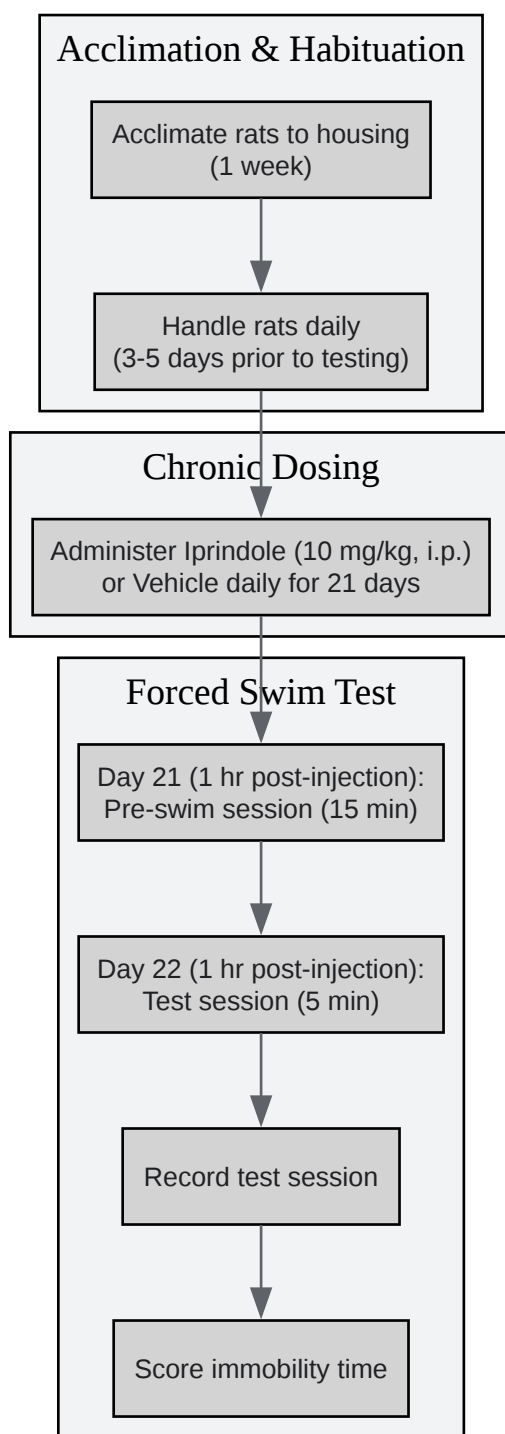 Acclimation & Habituation
Acclimate rats to housing
(1 week)
Handle rats daily
(3-5 days prior to testing)
Chronic Dosing
Administer Iprindole (10 mg/kg, i.p.)
or Vehicle daily for 21 days
Forced Swim Test
Day 21 (1 hr post-injection):
Pre-swim session (15 min)
Day 22 (1 hr post-injection):
Test session (5 min)
Record test session
Score immobility time